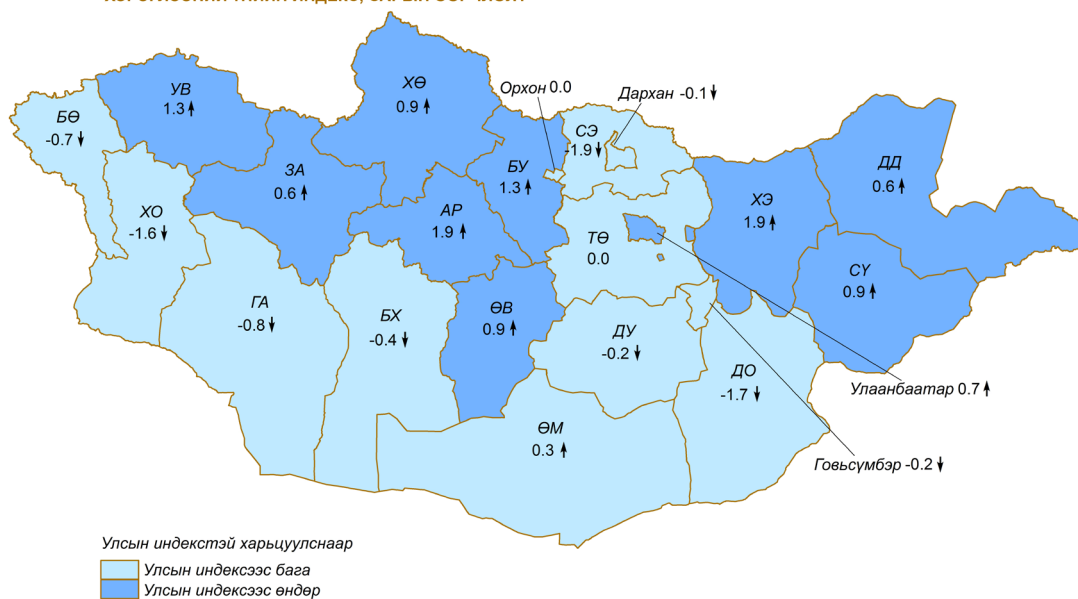 УВ
1.3
ХӨ
0.9
Орхон 0.0
Дархан -0.1
БӨ
-0.7
СЭ
-1.9
ЗА
0.6
БУ
1.3
ДД
0.6
ХО
-1.6
АР
1.9
ХЭ
1.9
ТӨ
0.0
СҮ
0.9
ГА
-0.8
БХ
-0.4
ӨВ
0.9
ДУ
-0.2
ДО
-1.7
Улаанбаатар 0.7
ӨМ
0.3
Говьсүмбэр -0.2
Улсын индекстэй харьцуулснаар
Улсын индексээс бага
Улсын индексээс өндөр